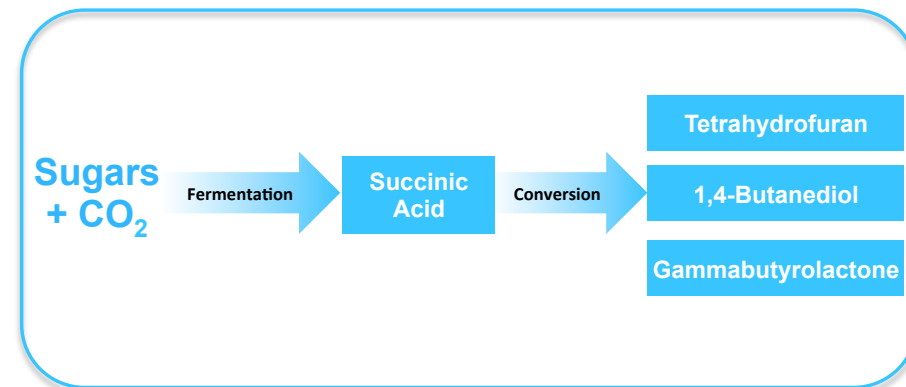 Sugars
+ CO₂
Fermentation
Succinic
Acid
Conversion
Tetrahydrofuran
1,4-Butanediol
Gammabutyrolactone